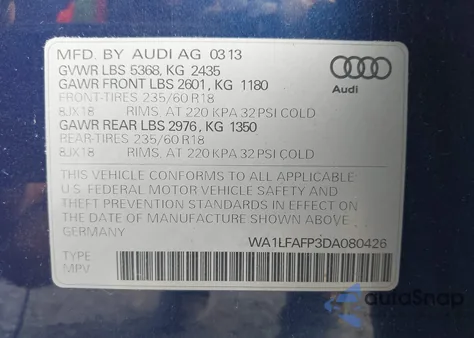 MFD. BY AUDI AG 03 13
GVWR LBS 5368, KG 2435
GAWR FRONT LBS 2601, KG 1180
FRONT-TIRES 235/60 R18
8JX18 RIMS, AT 220 KPA 32 PSI COLD
GAWR REAR LBS 2976, KG 1350
REAR-TIRES 235/60 R18
8JX18 RIMS, AT 220 KPA 32 PSI COLD
Audi
THIS VEHICLE CONFORMS TO ALL APPLICABLE
U.S. FEDERAL MOTOR VEHICLE SAFETY AND
THEFT PREVENTION STANDARDS IN EFFECT ON
THE DATE OF MANUFACTURE SHOWN ABOVE.
GERMANY
WA1LFAFP3DA080426
TYPE
MPV
autoSnap